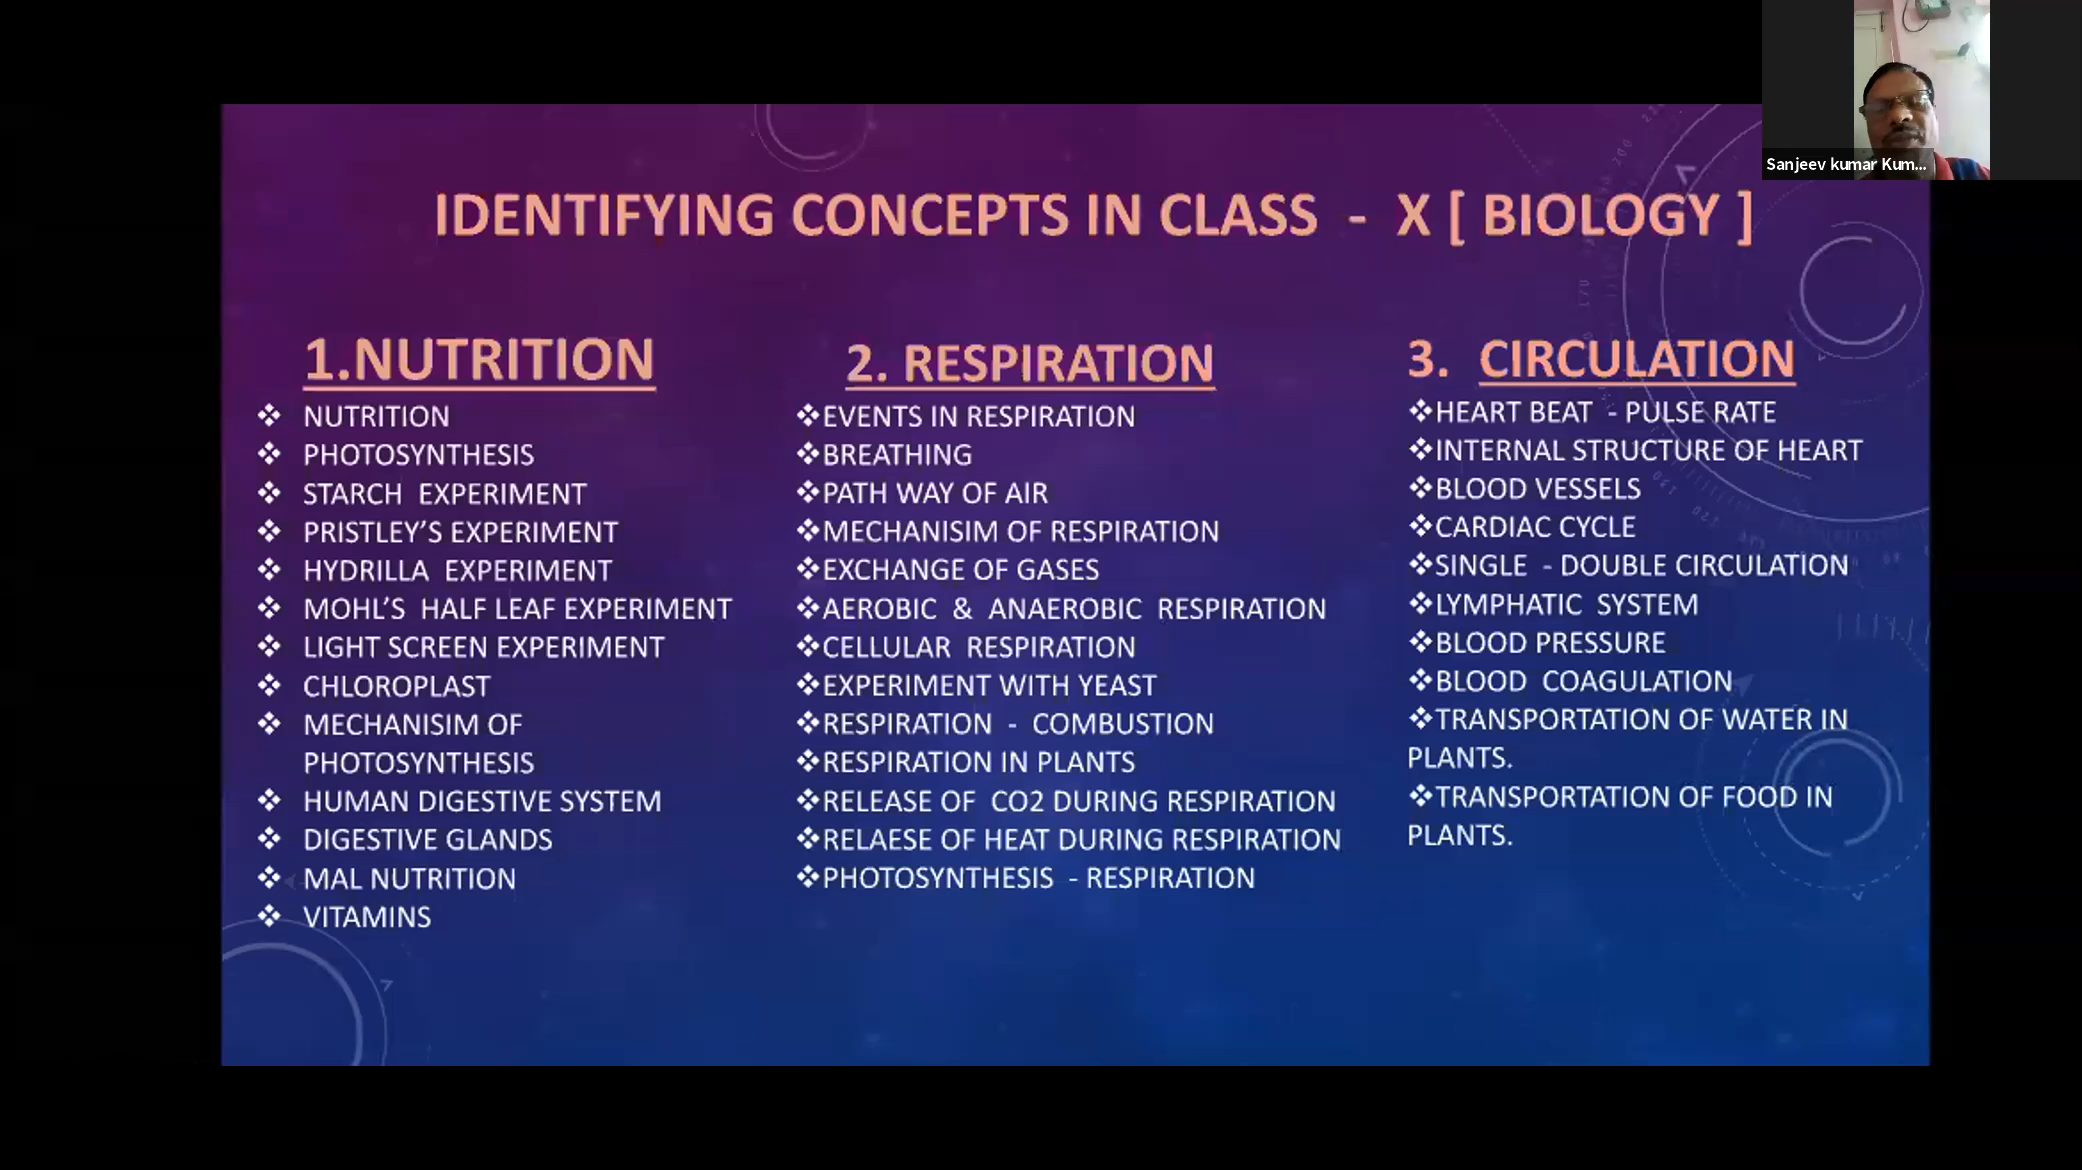 Sanjeev kumar Kum...
IDENTIFYING CONCEPTS IN CLASS - X [ BIOLOGY ]
1.NUTRITION
❖ NUTRITION
❖ PHOTOSYNTHESIS
❖ STARCH EXPERIMENT
❖ PRISTLEY’S EXPERIMENT
❖ HYDRILLA EXPERIMENT
❖ MOHL’S HALF LEAF EXPERIMENT
❖ LIGHT SCREEN EXPERIMENT
❖ CHLOROPLAST
❖ MECHANISIM OF
PHOTOSYNTHESIS
❖ HUMAN DIGESTIVE SYSTEM
❖ DIGESTIVE GLANDS
❖ MAL NUTRITION
❖ VITAMINS
2. RESPIRATION
❖EVENTS IN RESPIRATION
❖BREATHING
❖PATH WAY OF AIR
❖MECHANISIM OF RESPIRATION
❖EXCHANGE OF GASES
❖AEROBIC & ANAEROBIC RESPIRATION
❖CELLULAR RESPIRATION
❖EXPERIMENT WITH YEAST
❖RESPIRATION - COMBUSTION
❖RESPIRATION IN PLANTS
❖RELEASE OF CO2 DURING RESPIRATION
❖RELAESE OF HEAT DURING RESPIRATION
❖PHOTOSYNTHESIS - RESPIRATION
3. CIRCULATION
❖HEART BEAT - PULSE RATE
❖INTERNAL STRUCTURE OF HEART
❖BLOOD VESSELS
❖CARDIAC CYCLE
❖SINGLE - DOUBLE CIRCULATION
❖LYMPHATIC SYSTEM
❖BLOOD PRESSURE
❖BLOOD COAGULATION
❖TRANSPORTATION OF WATER IN
PLANTS.
❖TRANSPORTATION OF FOOD IN
PLANTS.